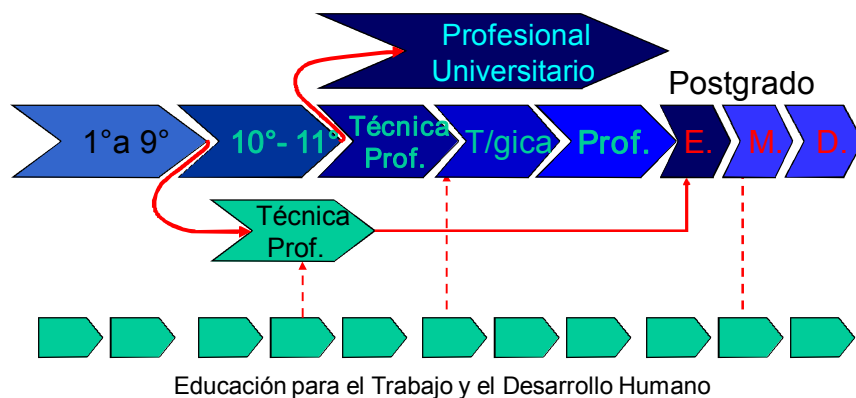 Profesional
Universitario
Postgrado
1°a 9°
10°- 11°
Técnica
Prof.
T/gica
Prof.
E.
M.
D.
Técnica
Prof.
Educación para el Trabajo y el Desarrollo Humano